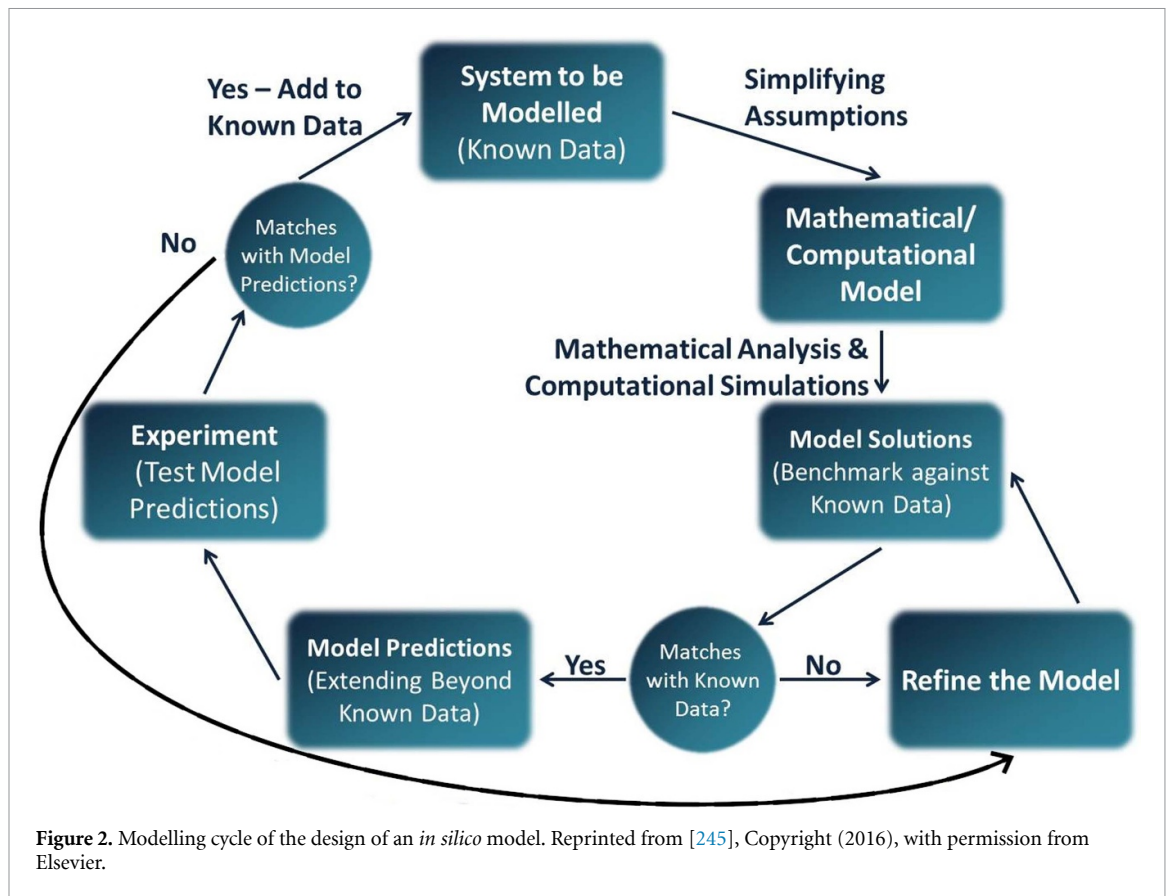 Yes – Add to
Known Data
System to be
Modelled
(Known Data)
Simplifying
Assumptions
Matches
with Model
Predictions?
No
Mathematical/
Computational
Model
Mathematical Analysis &
Computational Simulations
Experiment
(Test Model
Predictions)
Model Solutions
(Benchmark against
Known Data)
Model Predictions
(Extending Beyond
Known Data)
Yes
Matches
with Known
Data?
No
Refine the Model
Figure 2. Modelling cycle of the design of an in silico model. Reprinted from [245], Copyright (2016), with permission from
Elsevier.